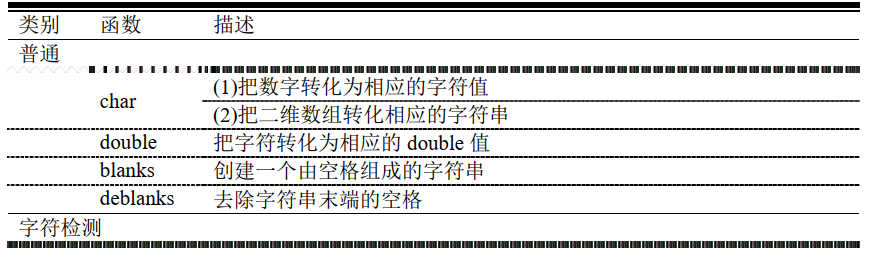 类别 函数 描述
普通
char (1)把数字转化为相应的字符值
(2)把二维数组转化相应的字符串
double 把字符转化为相应的 double 值
blanks 创建一个由空格组成的字符串
deblanks 去除字符串末端的空格
字符检测